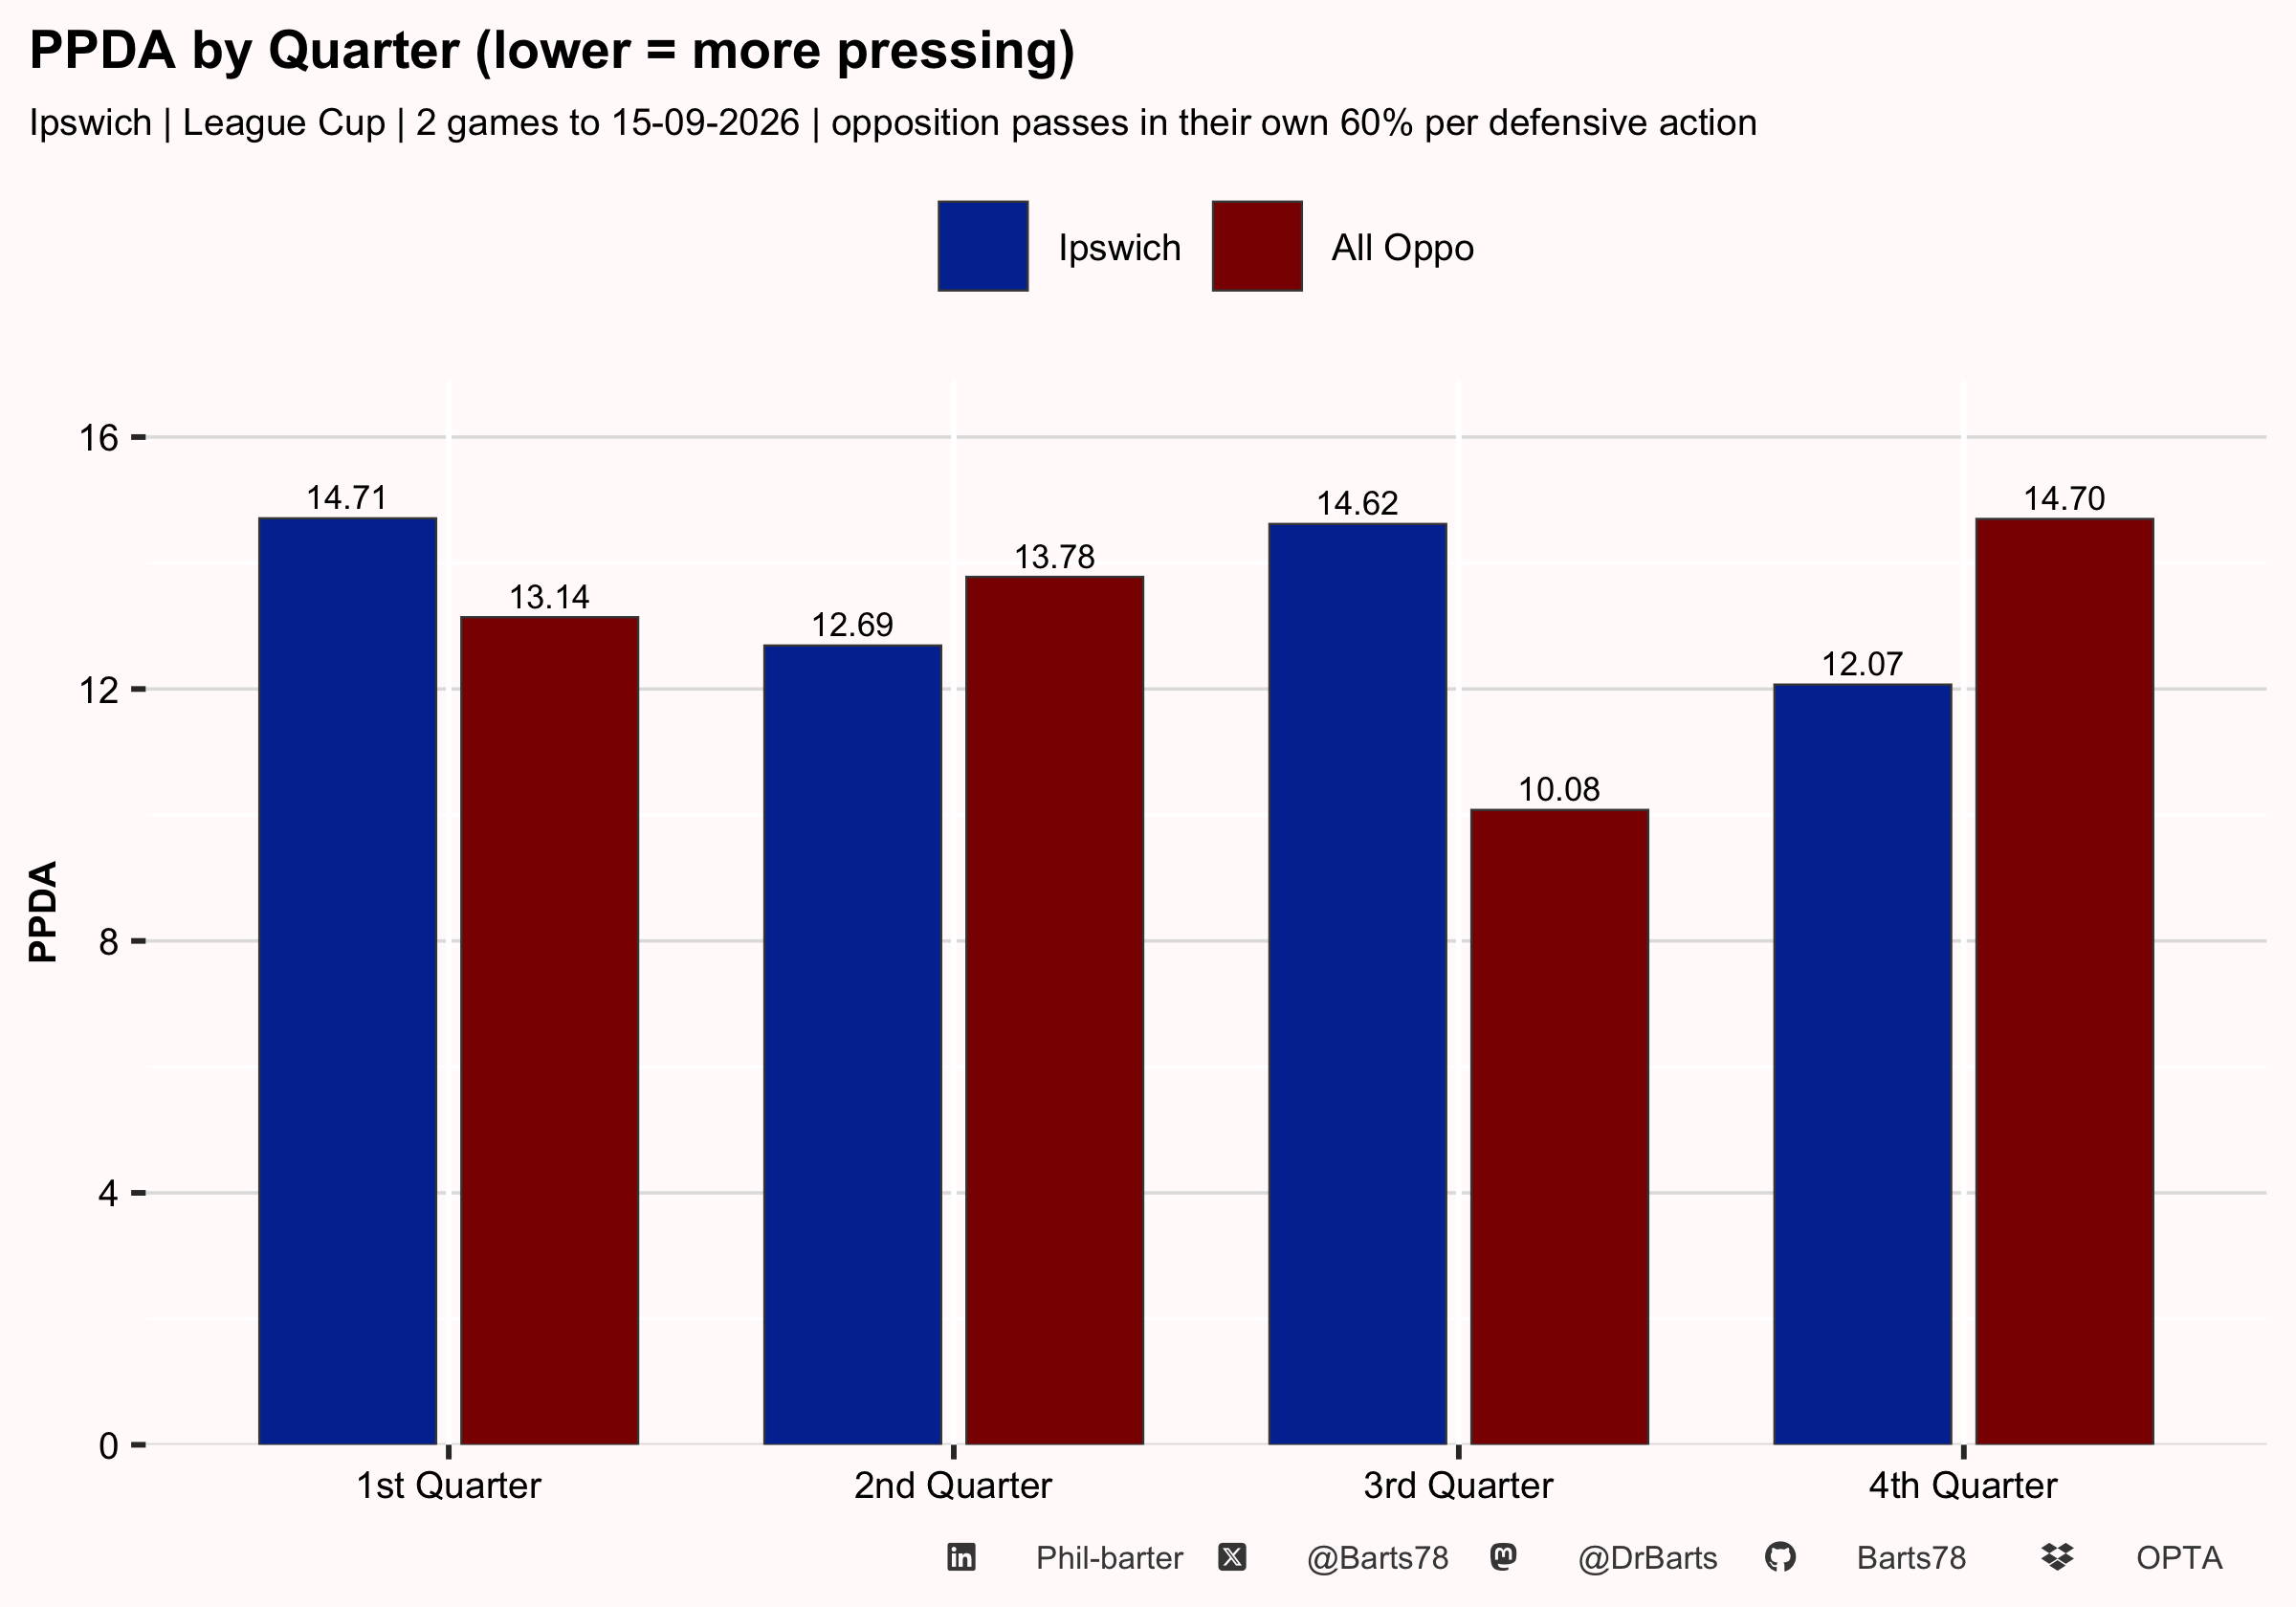 PPDA by Quarter (lower = more pressing)
Ipswich | League Cup | 2 games to 15-09-2026 | opposition passes in their own 60% per defensive action
Ipswich All Oppo
PPDA
16
12
8
4
0
14.71 13.14 12.69 13.78 14.62 10.08 12.07 14.70
1st Quarter 2nd Quarter 3rd Quarter 4th Quarter
Phil-barter @Barts78 @DrBarts Barts78 OPTA